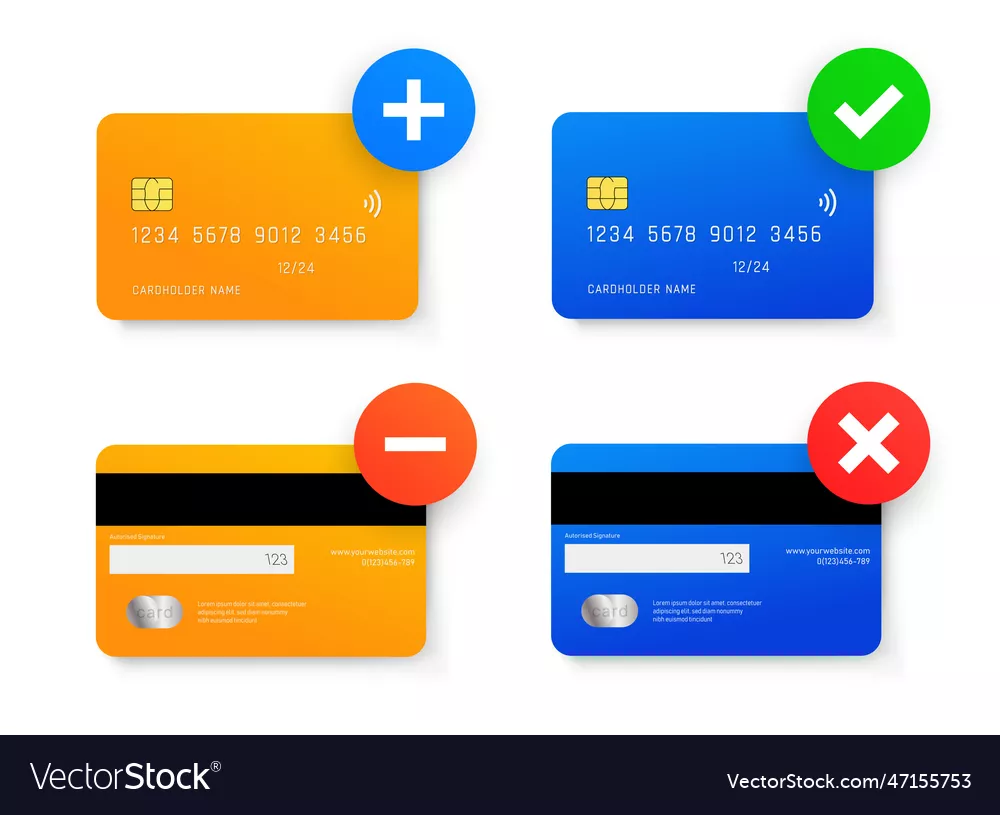 1234 5678 9012 3456
12/24
CARDHOLDER NAME
1234 5678 9012 3456
12/24
CARDHOLDER NAME
Autorised Signature
123
www.yourwebsite.com
0(123)456-789
card
Lorem ipsum dolor sit amet, consectetuer
adipiscing elit, sed diam nonummy
nibh euismod tincidunt
Autorised Signature
123
www.yourwebsite.com
0(123)456-789
card
Lorem ipsum dolor sit amet, consectetuer
adipiscing elit, sed diam nonummy
nibh euismod tincidunt
VectorStock®
VectorStock.com/47155753